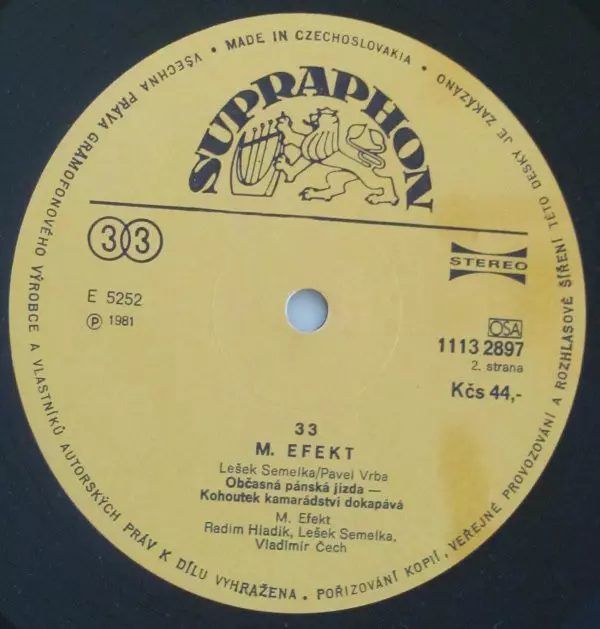 VŠECHNA PRÁVA GRAMOFONOVÉHO VÝROBCE A VLASTNÍKŮ AUTORSKÝCH PRÁV K DÍLU VYHRAŽENA. POŘIZOVÁNÍ KOPIÍ, VEŘEJNÉ PROVOZOVÁNÍ A ROZHLASOVÉ ŠÍŘENÍ TÉTO DESKY JE ZAKÁZÁNO • MADE IN CZECHOSLOVAKIA •
SUPRAPHON
33
STEREO
E 5252
Ⓟ 1981
OSA
1113 2897
2. strana
Kčs 44,-
33
M. EFEKT
Lešek Semelka/Pavel Vrba
Občasná pánská jízda —
Kohoutek kamarádství dokapává
M. Efekt
Radim Hladík, Lešek Semelka,
Vladimír Čech